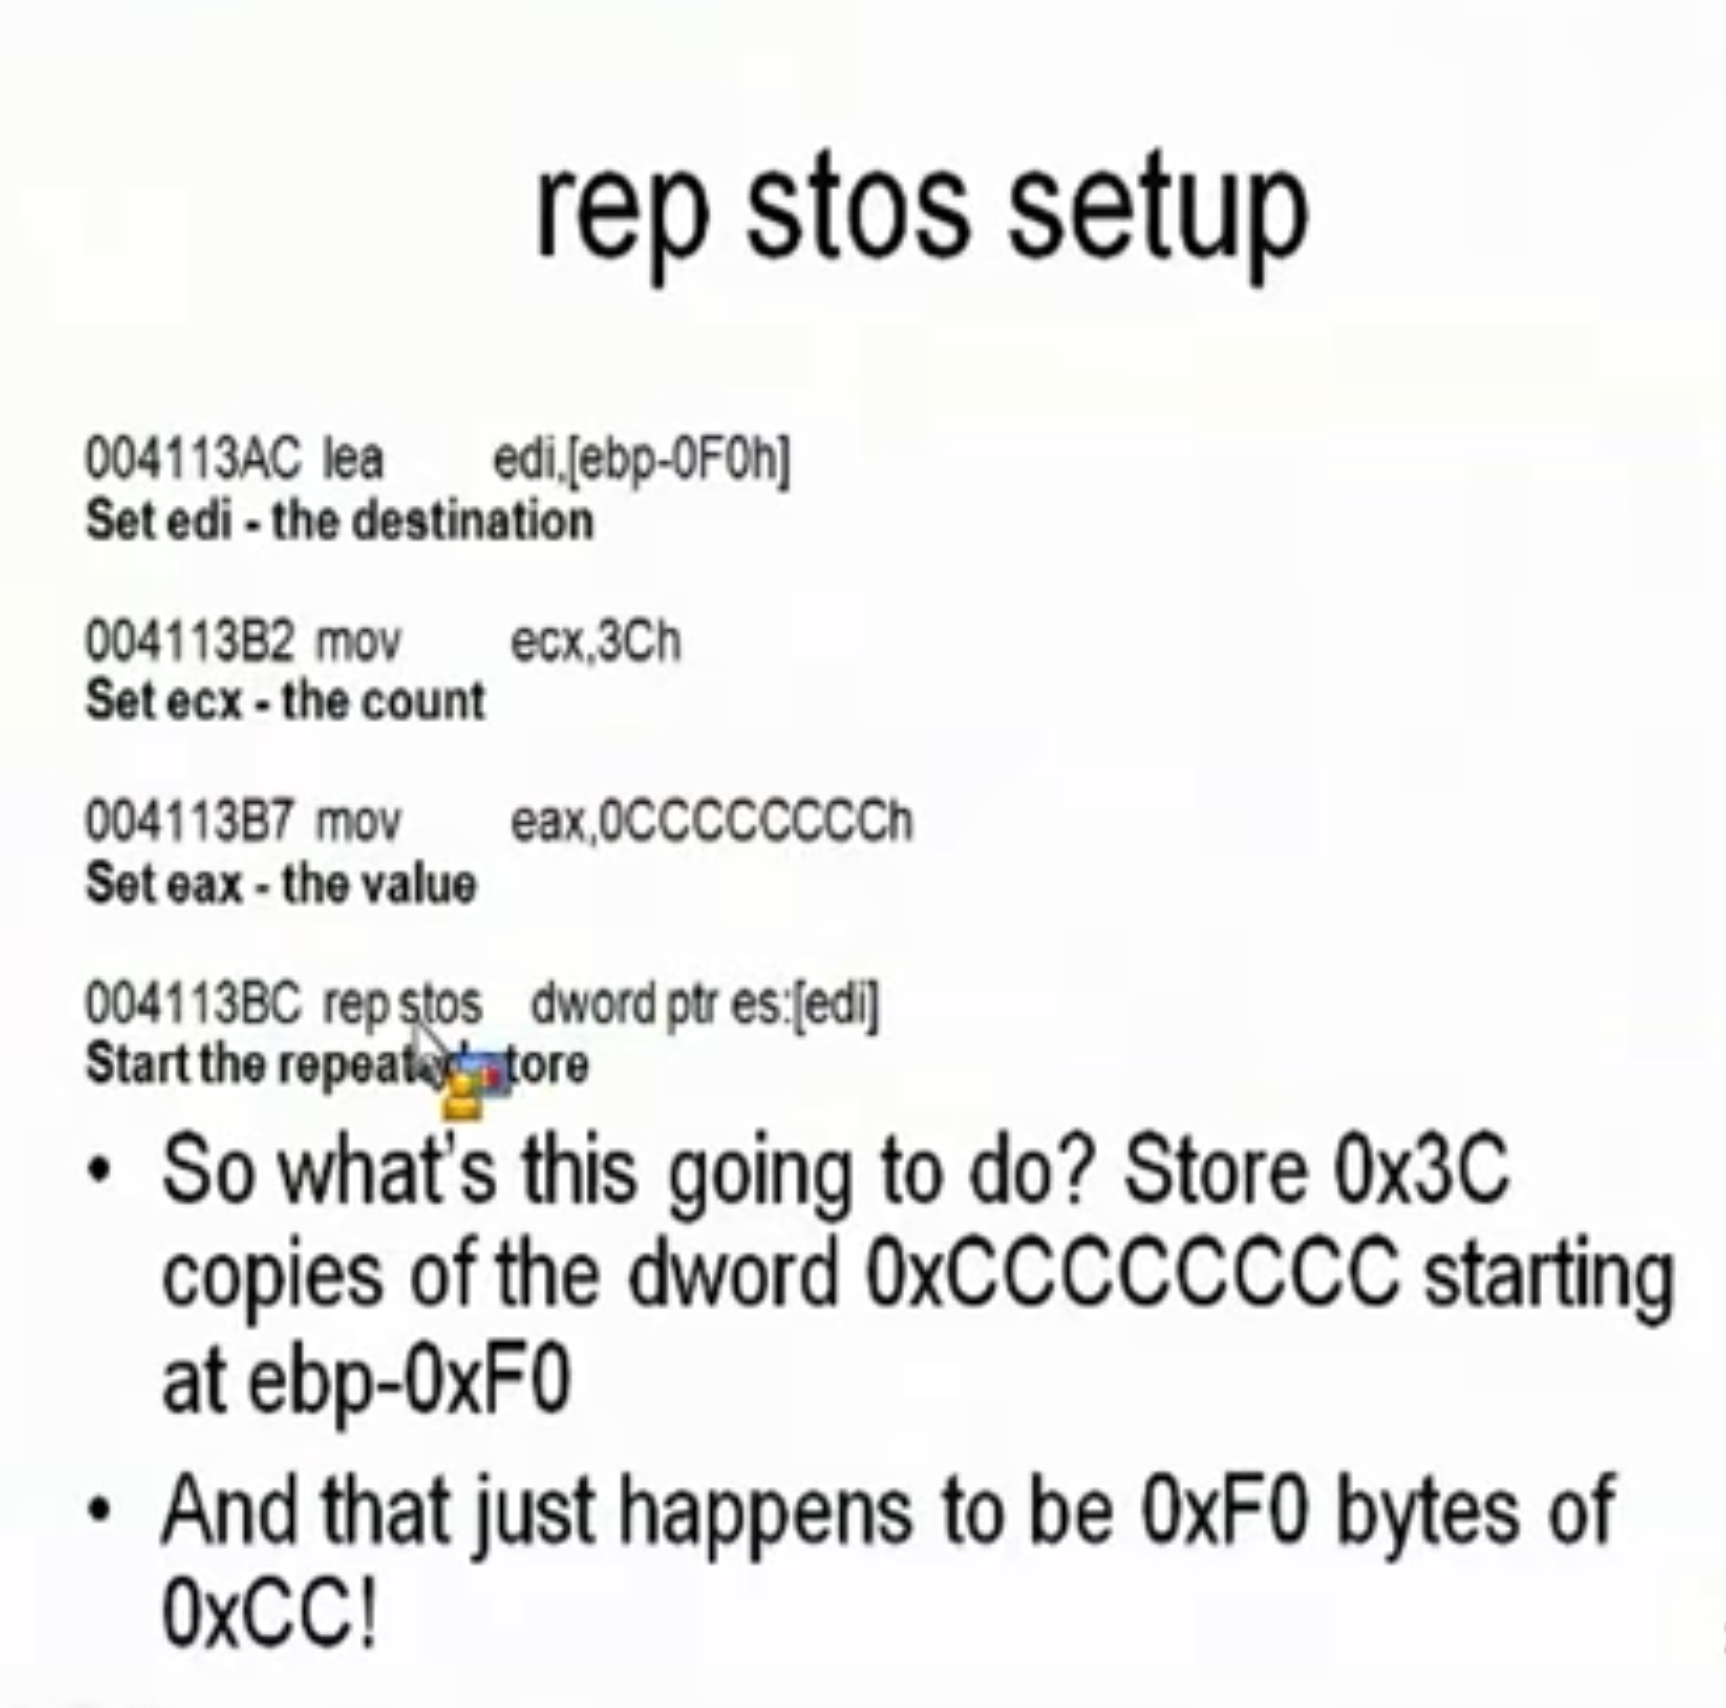 rep stos setup
004113AC lea edi,[ebp-0F0h]
Set edi - the destination
004113B2 mov ecx,3Ch
Set ecx - the count
004113B7 mov eax,0CCCCCCCCh
Set eax - the value
004113BC rep stos dword ptr es:[edi]
Start the repeated store
• So what's this going to do? Store 0x3C
copies of the dword 0xCCCCCCCC starting
at ebp-0xF0
• And that just happens to be 0xF0 bytes of
0xCC!